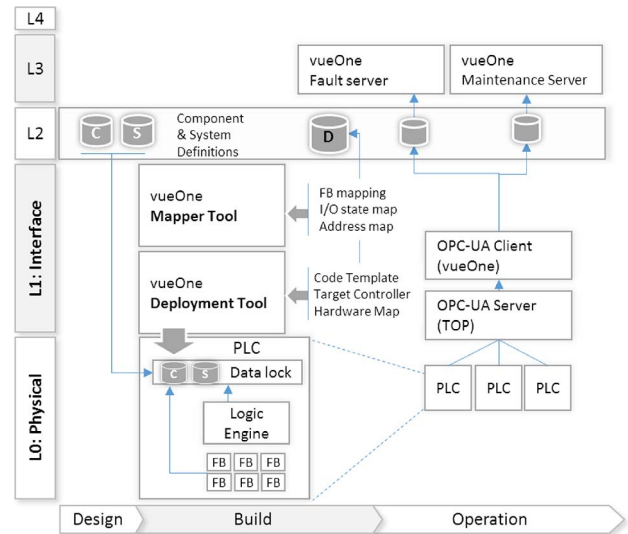 L4
L3
vueOne
Fault server
vueOne
Maintenance Server
L2
C
S
Component
& System
Definitions
D
L1: Interface
vueOne
Mapper Tool
FB mapping
I/O state map
Address map
vueOne
Deployment Tool
Code Template
Target Controller
Hardware Map
OPC-UA Client
(vueOne)
OPC-UA Server
(TOP)
L0: Physical
PLC
C
S
Data lock
Logic
Engine
FB FB FB
FB FB FB
PLC
PLC
PLC
Design
Build
Operation